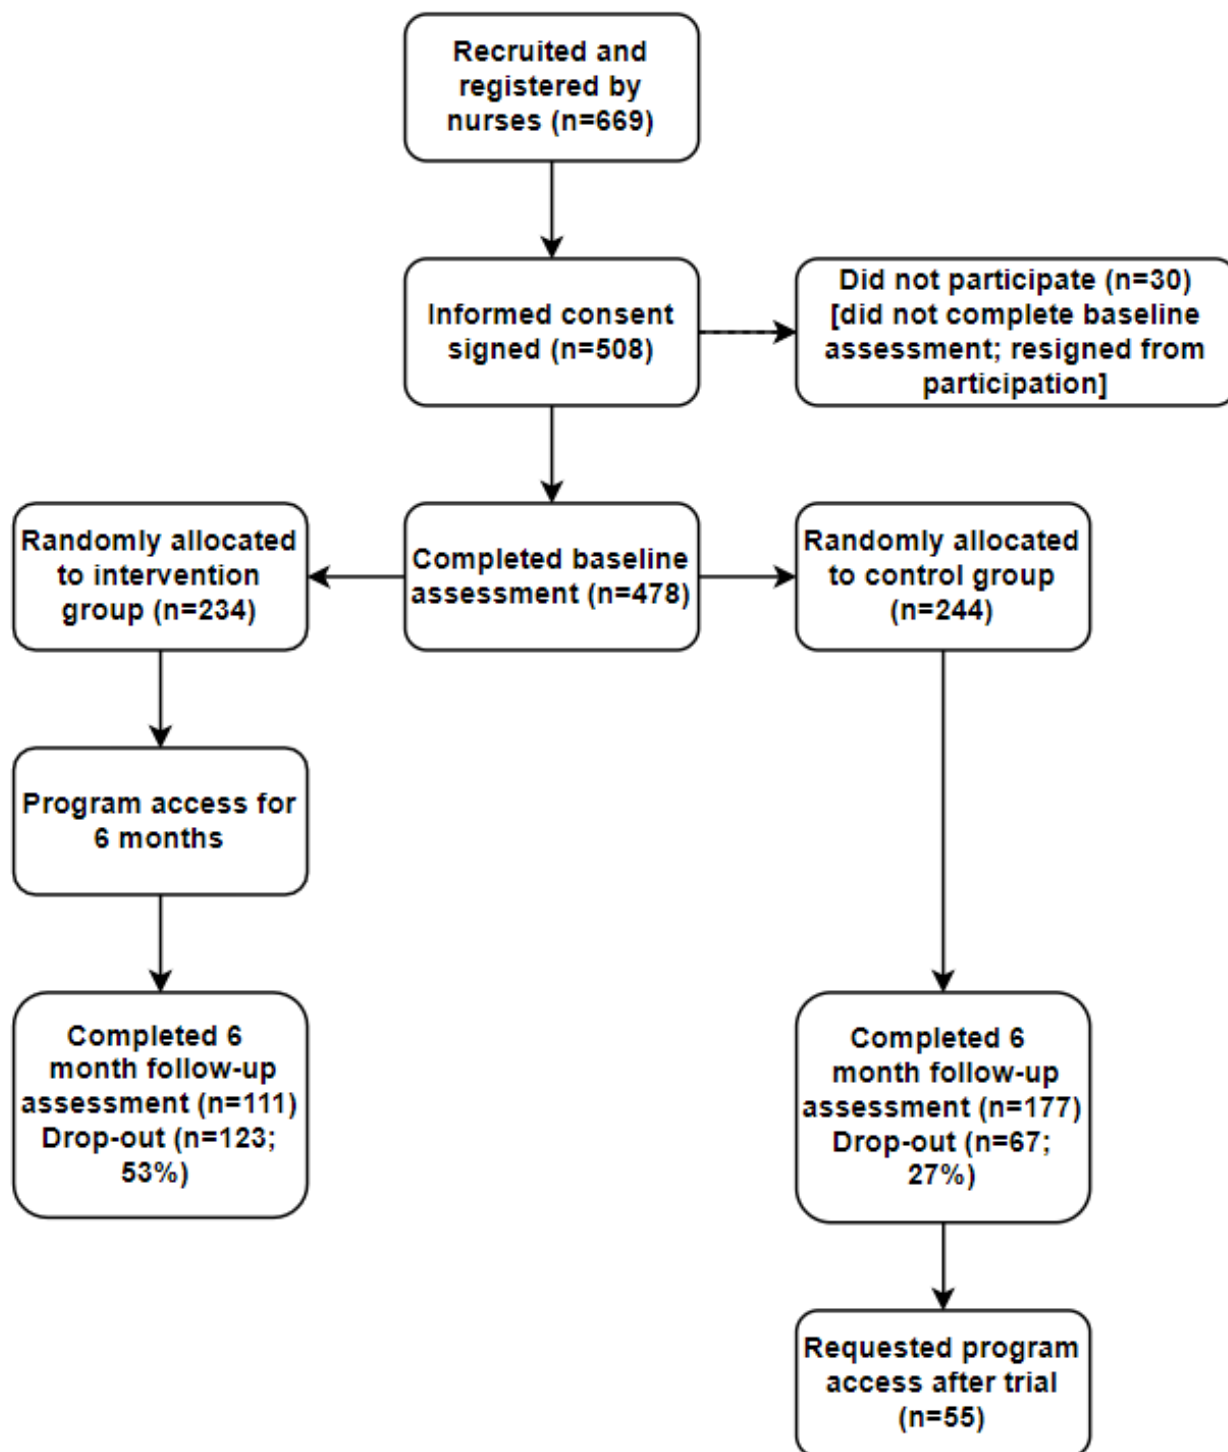 Recruited and
registered by
nurses (n=669)
Informed consent
signed (n=508)
Did not participate (n=30)
[did not complete baseline
assessment; resigned from
participation]
Randomly allocated
to intervention
group (n=234)
Completed baseline
assessment (n=478)
Randomly allocated
to control group
(n=244)
Program access for
6 months
Completed 6
month follow-up
assessment (n=111)
Drop-out (n=123;
53%)
Completed 6
month follow-up
assessment (n=177)
Drop-out (n=67;
27%)
Requested program
access after trial
(n=55)